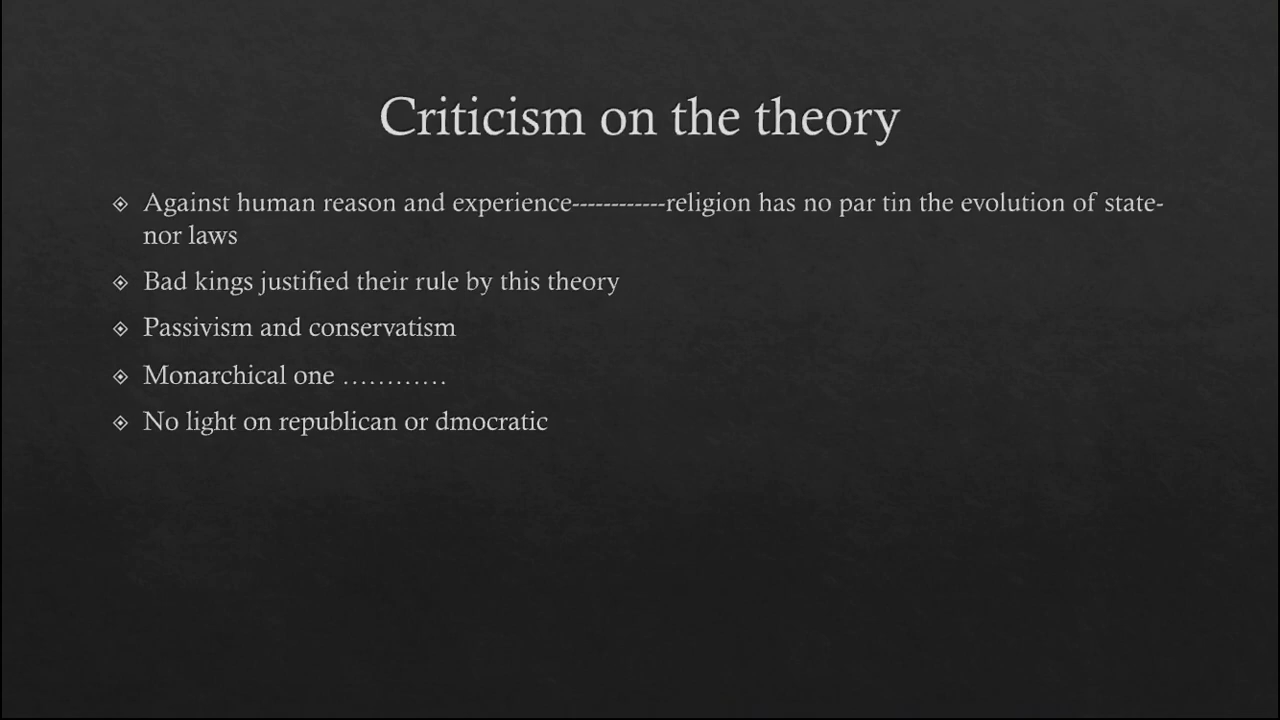 Criticism on the theory
Against human reason and experience------------religion has no par tin the evolution of state-
nor laws
Bad kings justified their rule by this theory
Passivism and conservatism
Monarchical one …………
No light on republican or dmocratic